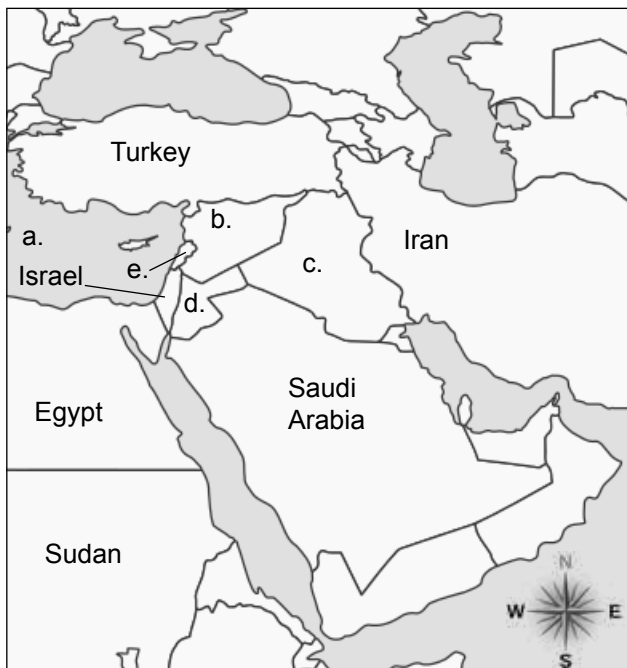 Turkey
a.
b.
Iran
e.
c.
Israel
d.
Saudi
Arabia
Egypt
Sudan
N
W
E
S